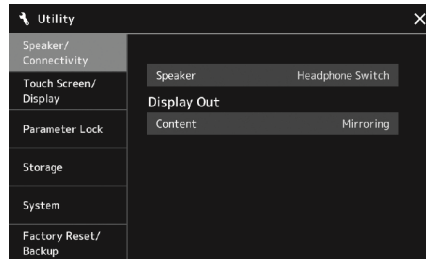 Utility
Speaker/
Connectivity
Touch Screen/
Display
Parameter Lock
Storage
System
Factory Reset/
Backup
Speaker Headphone Switch
Display Out
Content Mirroring